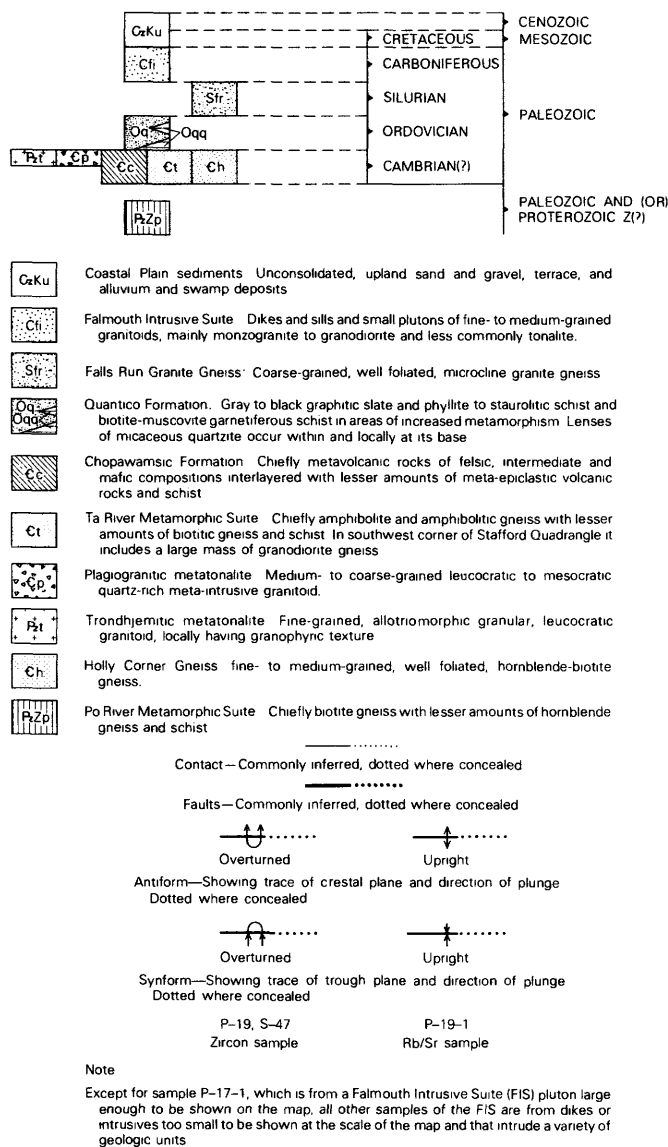 CzKu
CENOZOIC
CRETACEOUS
MESOZOIC
Cfi
CARBONIFEROUS
Sfr
SILURIAN
PALEOZOIC
Oq
Oqq
ORDOVICIAN
Pzt
Єp
Єc
Єt
Єh
CAMBRIAN(?)
PzZp
PALEOZOIC AND (OR)
PROTEROZOIC Z(?)
CzKu
Coastal Plain sediments Unconsolidated, upland sand and gravel, terrace, and
alluvium and swamp deposits
Cfi
Falmouth Intrusive Suite Dikes and sills and small plutons of fine- to medium-grained
granitoids, mainly monzogranite to granodiorite and less commonly tonalite.
Sfr
Falls Run Granite Gneiss Coarse-grained, well foliated, microcline granite gneiss
Oq
Oqq
Quantico Formation. Gray to black graphitic slate and phyllite to staurolitic schist and
biotite-muscovite garnetiferous schist in areas of increased metamorphism Lenses
of micaceous quartzite occur within and locally at its base
Єc
Chopawamsic Formation Chiefly metavolcanic rocks of felsic, intermediate and
mafic compositions interlayered with lesser amounts of meta-epiclastic volcanic
rocks and schist
Єt
Ta River Metamorphic Suite Chiefly amphibolite and amphibolitic gneiss with lesser
amounts of biotitic gneiss and schist In southwest corner of Stafford Quadrangle it
includes a large mass of granodiorite gneiss
Єp
Plagiogranitic metatonalite Medium- to coarse-grained leucocratic to mesocratic
quartz-rich meta-intrusive granitoid.
Pzt
Trondhjemitic metatonalite Fine-grained, allotriomorphic granular, leucocratic
granitoid, locally having granophyric texture
Єh
Holly Corner Gneiss fine- to medium-grained, well foliated, hornblende-biotite
gneiss.
PzZp
Po River Metamorphic Suite Chiefly biotite gneiss with lesser amounts of hornblende
gneiss and schist
Contact—Commonly inferred, dotted where concealed
Faults—Commonly inferred, dotted where concealed
Overturned Upright
Antiform—Showing trace of crestal plane and direction of plunge
Dotted where concealed
Overturned Upright
Synform—Showing trace of trough plane and direction of plunge
Dotted where concealed
P-19, S-47 P-19-1
Zircon sample Rb/Sr sample
Note
Except for sample P-17-1, which is from a Falmouth Intrusive Suite (FIS) pluton large
enough to be shown on the map, all other samples of the FIS are from dikes or
intrusives too small to be shown at the scale of the map and that intrude a variety of
geologic units